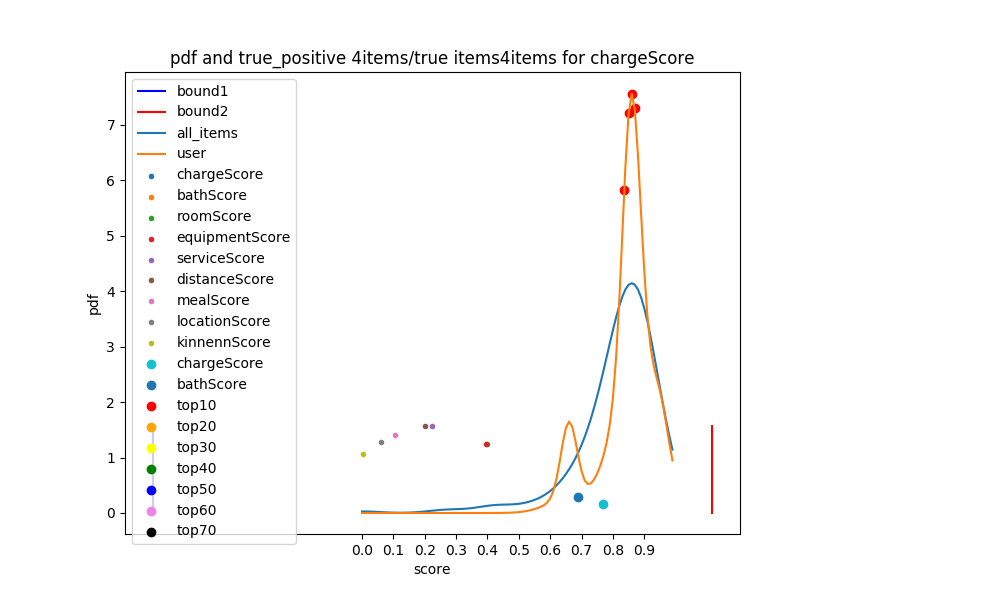 pdf and true_positive 4items/true items4items for chargeScore
bound1
bound2
all_items
user
chargeScore
bathScore
roomScore
equipmentScore
serviceScore
distanceScore
mealScore
locationScore
kinnennScore
chargeScore
bathScore
top10
top20
top30
top40
top50
top60
top70
pdf
7
6
5
4
3
2
1
0
0.0 0.1 0.2 0.3 0.4 0.5 0.6 0.7 0.8 0.9
score